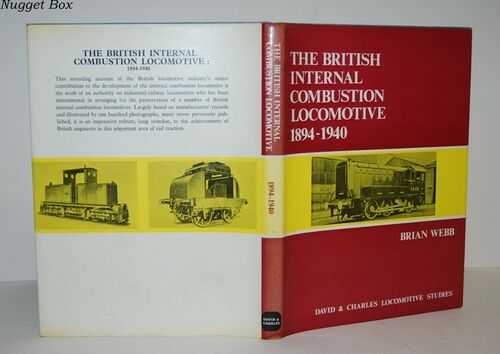 Nugget Box
THE BRITISH INTERNAL
COMBUSTION LOCOMOTIVE :
1894-1940
This revealing account of the British locomotive industry's major
contribution to the development of the internal combustion locomotive is
the work of an authority on industrial railway locomotives who has been
instrumental in arranging for the preservation of a number of British
internal combustion locomotives. Largely based on manufacturers' records
and illustrated by one hundred photographs, many never previously pub-
lished, it is an impressive tribute, long overdue, to the achievements of
British engineers in this important area of rail traction.
THE BRITISH INTERNAL
COMBUSTION LOCOMOTIVE
1894-1940
DAVID &
CHARLES
THE BRITISH
INTERNAL
COMBUSTION
LOCOMOTIVE
1894-1940
BRIAN WEBB
DAVID & CHARLES LOCOMOTIVE STUDIES